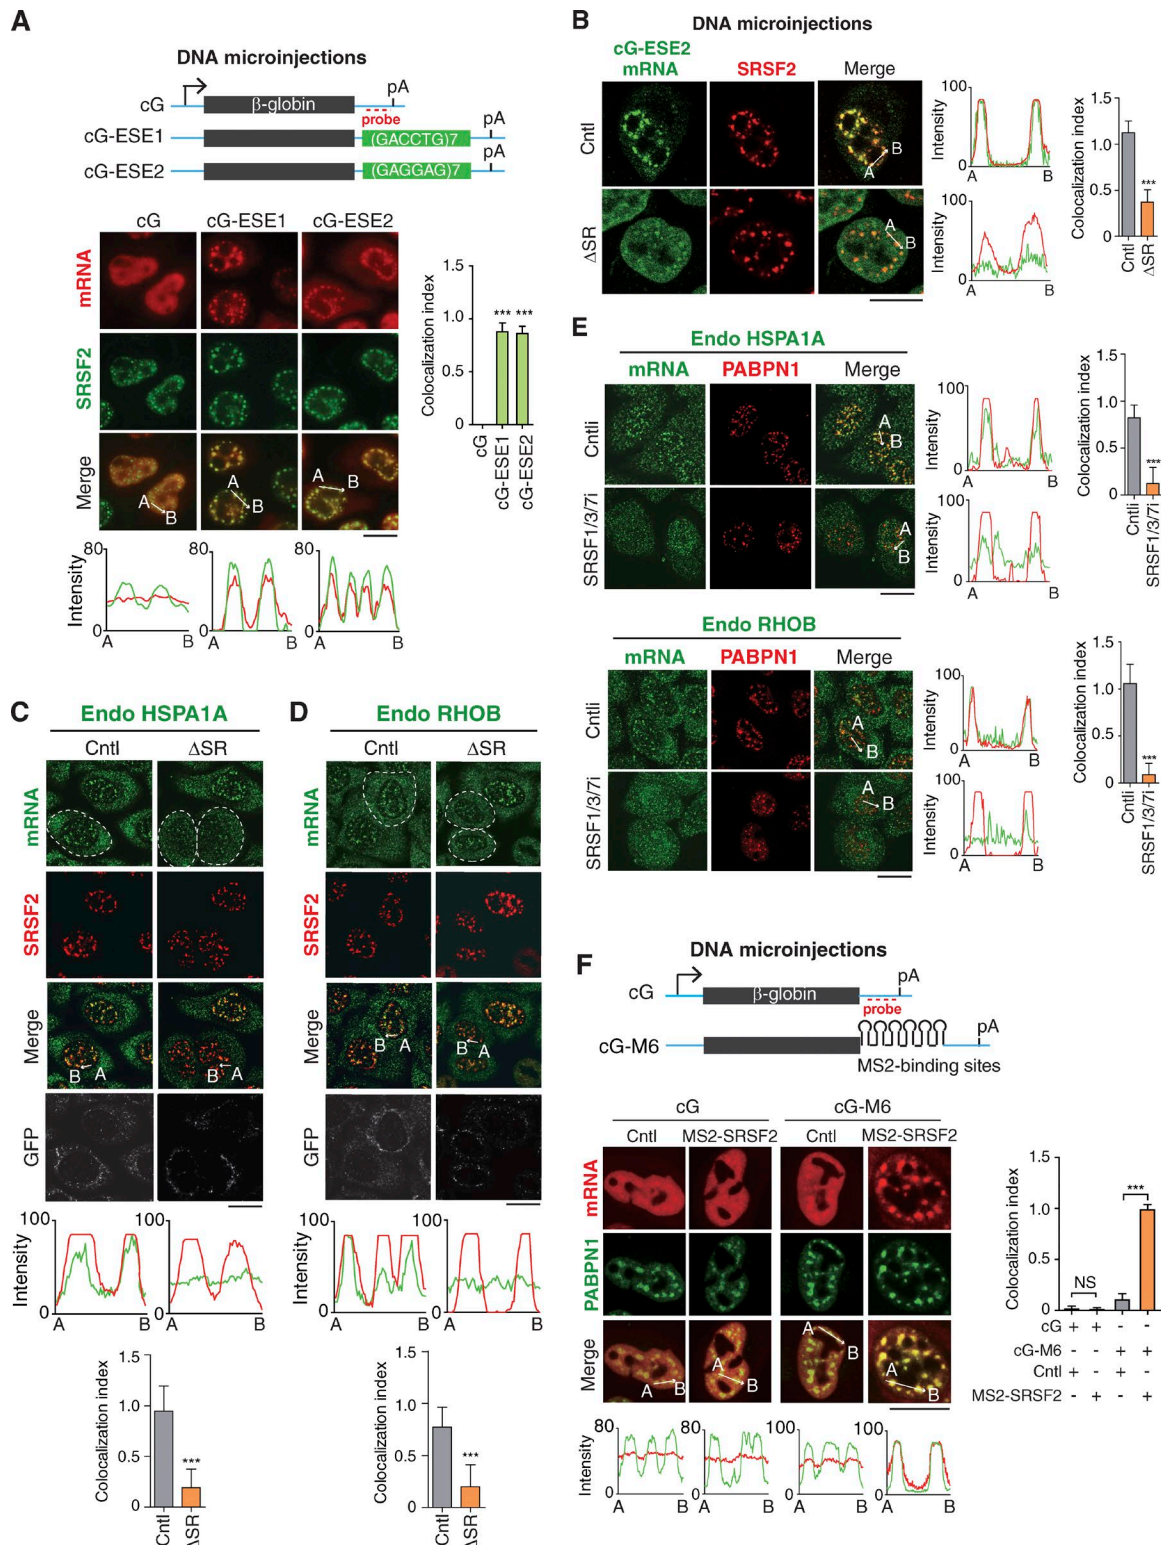 A
DNA microinjections
cG
β-globin
pA
probe
cG-ESE1
(GACCTG)7
pA
cG-ESE2
(GAGGAG)7
pA
cG
cG-ESE1
cG-ESE2
mRNA
SRSF2
Merge
A
B
A
B
A
B
Colocalization index
1.5
1.0
0.5
0
***
***
cG
cG-ESE1
cG-ESE2
Intensity
80
0
A
B
A
B
A
B
B
DNA microinjections
cG-ESE2
mRNA
SRSF2
Merge
Cntl
ΔSR
A
B
A
B
Intensity
100
0
A
B
Intensity
100
0
A
B
Colocalization index
1.5
1.0
0.5
0
***
Cntl
ΔSR
C
Endo HSPA1A
Cntl
ΔSR
mRNA
SRSF2
Merge
GFP
B
A
B
A
Intensity
100
0
A
B
A
B
Colocalization index
1.5
1.0
0.5
0
***
Cntl
ΔSR
D
Endo RHOB
Cntl
ΔSR
mRNA
SRSF2
Merge
GFP
B
A
B
A
Intensity
100
0
A
B
A
B
Colocalization index
1.5
1.0
0.5
0
***
Cntl
ΔSR
E
Endo HSPA1A
mRNA
PABPN1
Merge
Cntli
SRSF1/3/7i
A
B
A
B
Intensity
100
0
A
B
Intensity
100
0
A
B
Colocalization index
1.5
1.0
0.5
0
***
Cntli
SRSF1/3/7i
Endo RHOB
mRNA
PABPN1
Merge
Cntli
SRSF1/3/7i
A
B
A
B
Intensity
100
0
A
B
Intensity
100
0
A
B
Colocalization index
1.5
1.0
0.5
0
***
Cntli
SRSF1/3/7i
F
DNA microinjections
cG
β-globin
pA
probe
cG-M6
pA
MS2-binding sites
cG
cG-M6
Cntl
MS2-SRSF2
Cntl
MS2-SRSF2
mRNA
PABPN1
Merge
A
B
A
B
A
B
A
B
Intensity
80
0
A
B
80
0
A
B
100
0
A
B
100
0
A
B
Colocalization index
1.5
1.0
0.5
0
NS
***
cG + + - -
cG-M6 - - + +
Cntl + - + -
MS2-SRSF2 - + - +